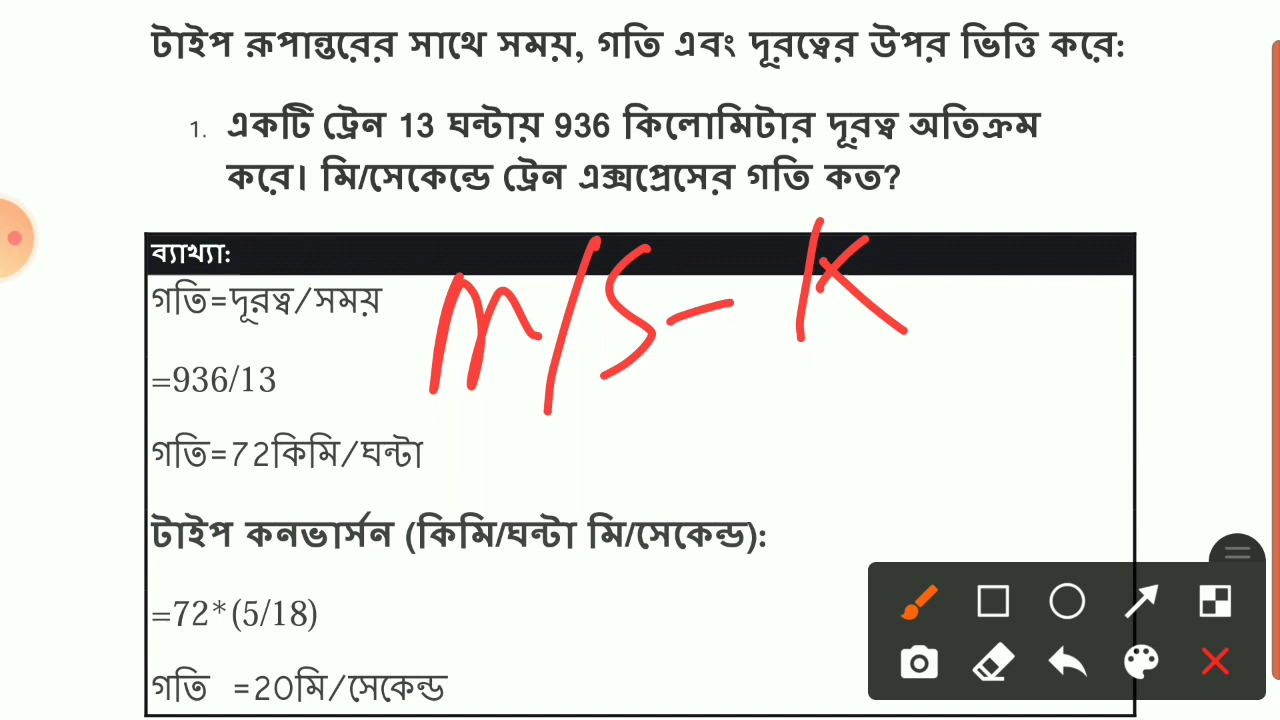 টাইপ রূপান্তরের সাথে সময়, গতি এবং দূরত্বের উপর ভিত্তি করে:
1. একটি ট্রেন 13 ঘন্টায় 936 কিলোমিটার দূরত্ব অতিক্রম
করে। মি/সেকেন্ডে ট্রেন এক্সপ্রেসের গতি কত?
ব্যাখ্যা:
গতি=দূরত্ব/সময়
M/S - K
=936/13
গতি=72কিমি/ঘন্টা
টাইপ কনভার্সন (কিমি/ঘন্টা মি/সেকেন্ড):
=72*(5/18)
গতি =20মি/সেকেন্ড